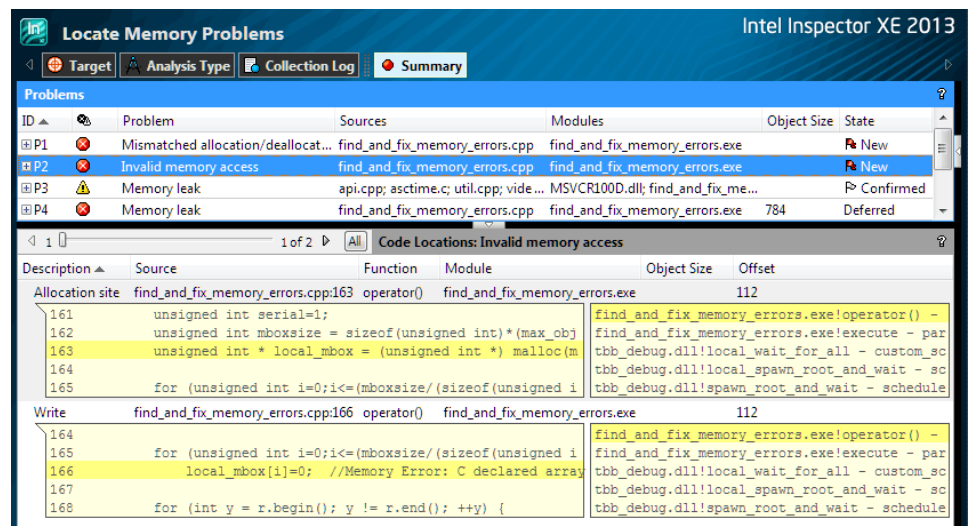 Intel Inspector XE 2013
Locate Memory Problems
Target Analysis Type Collection Log Summary
Problems ?
ID Problem Sources Modules Object Size State
P1 Mismatched allocation/deallocat... find_and_fix_memory_errors.cpp find_and_fix_memory_errors.exe New
P2 Invalid memory access find_and_fix_memory_errors.cpp find_and_fix_memory_errors.exe New
P3 Memory leak api.cpp; asctime.c; util.cpp; vide... MSVCR100D.dll; find_and_fix_me... Confirmed
P4 Memory leak find_and_fix_memory_errors.cpp find_and_fix_memory_errors.exe 784 Deferred
1 1 of 2 All Code Locations: Invalid memory access ?
Description Source Function Module Object Size Offset
Allocation site find_and_fix_memory_errors.cpp:163 operator() find_and_fix_memory_errors.exe 112
161 unsigned int serial=1; find_and_fix_memory_errors.exe!operator() -
162 unsigned int mboxsize = sizeof(unsigned int)*(max_obj find_and_fix_memory_errors.exe!execute - par
163 unsigned int * local_mbox = (unsigned int *) malloc(m tbb_debug.dll!local_wait_for_all - custom_sc
164 tbb_debug.dll!local_spawn_root_and_wait - sc
165 for (unsigned int i=0;i<=(mboxsize/(sizeof(unsigned i tbb_debug.dll!spawn_root_and_wait - schedule
Write find_and_fix_memory_errors.cpp:166 operator() find_and_fix_memory_errors.exe 112
164 find_and_fix_memory_errors.exe!operator() -
165 for (unsigned int i=0;i<=(mboxsize/(sizeof(unsigned i find_and_fix_memory_errors.exe!execute - par
166 local_mbox[i]=0; //Memory Error: C declared array tbb_debug.dll!local_wait_for_all - custom_sc
167 tbb_debug.dll!local_spawn_root_and_wait - sc
168 for (int y = r.begin(); y != r.end(); ++y) { tbb_debug.dll!spawn_root_and_wait - schedule